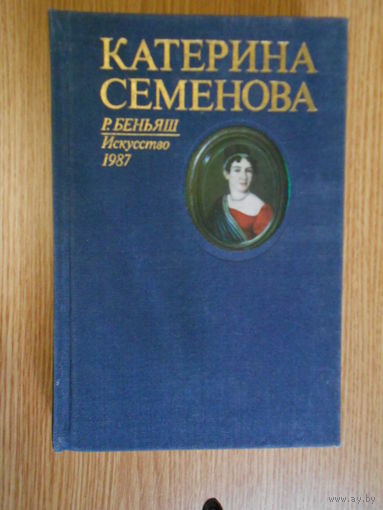 КАТЕРИНА
СЕМЕНОВА
Р. БЕНЬЯШ
Искусство
1987
www.ay.by